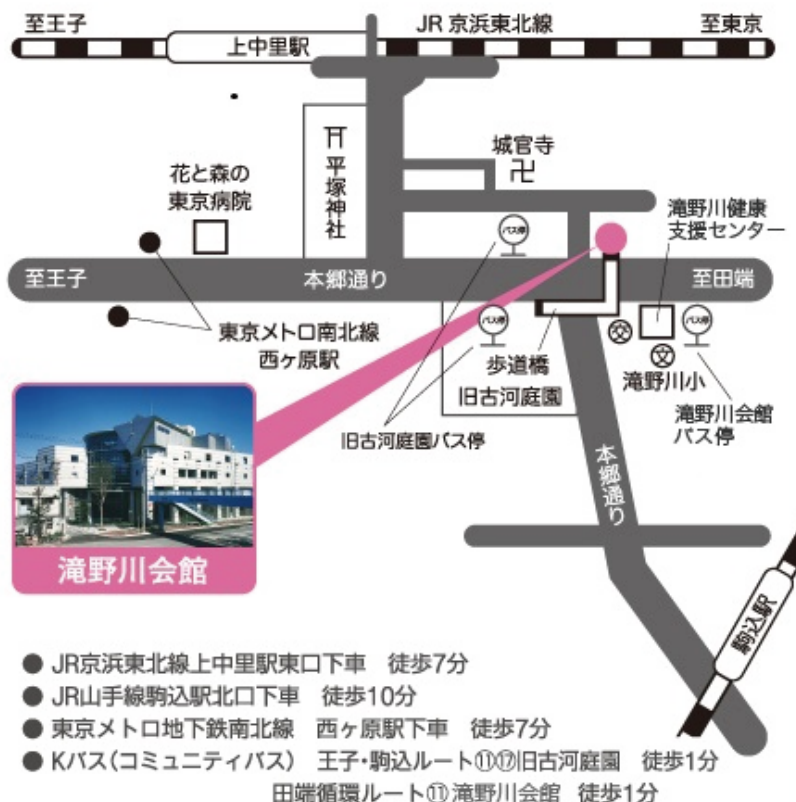 至王子
JR 京浜東北線
至東京
上中里駅
城官寺
卍
花と森の
東京病院
平塚神社
滝野川健康
支援センター
バス停
至王子
本郷通り
至田端
東京メトロ南北線
西ヶ原駅
バス停
バス停
交
歩道橋
文
滝野川小
旧古河庭園
滝野川会館
バス停
旧古河庭園バス停
本郷通り
滝野川会館
駒込駅
● JR京浜東北線上中里駅東口下車 徒歩7分
● JR山手線駒込駅北口下車 徒歩10分
● 東京メトロ地下鉄南北線 西ヶ原駅下車 徒歩7分
● Kバス(コミュニティバス) 王子・駒込ルート⑪⑰旧古河庭園 徒歩1分
田端循環ルート⑪滝野川会館 徒歩1分